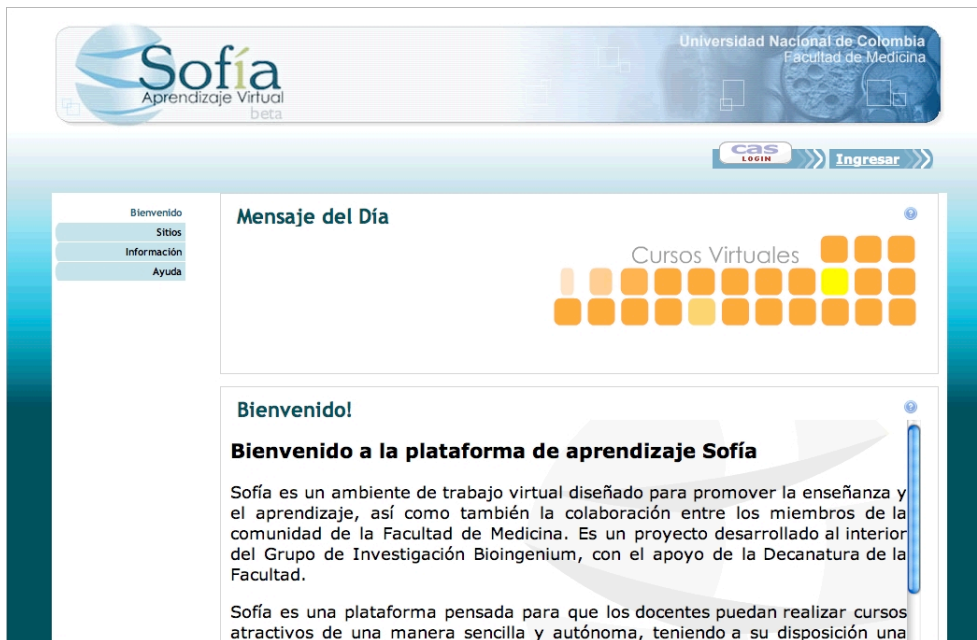 Sofía
Aprendizaje Virtual
beta
Universidad Nacional de Colombia
Facultad de Medicina
cas
LOGIN
Ingresar
Bienvenido
Sitios
Información
Ayuda
Mensaje del Día
?
Cursos Virtuales
Bienvenido!
?
Bienvenido a la plataforma de aprendizaje Sofía
Sofía es un ambiente de trabajo virtual diseñado para promover la enseñanza y
el aprendizaje, así como también la colaboración entre los miembros de la
comunidad de la Facultad de Medicina. Es un proyecto desarrollado al interior
del Grupo de Investigación Bioingenium, con el apoyo de la Decanatura de la
Facultad.
Sofía es una plataforma pensada para que los docentes puedan realizar cursos
atractivos de una manera sencilla y autónoma, teniendo a su disposición una